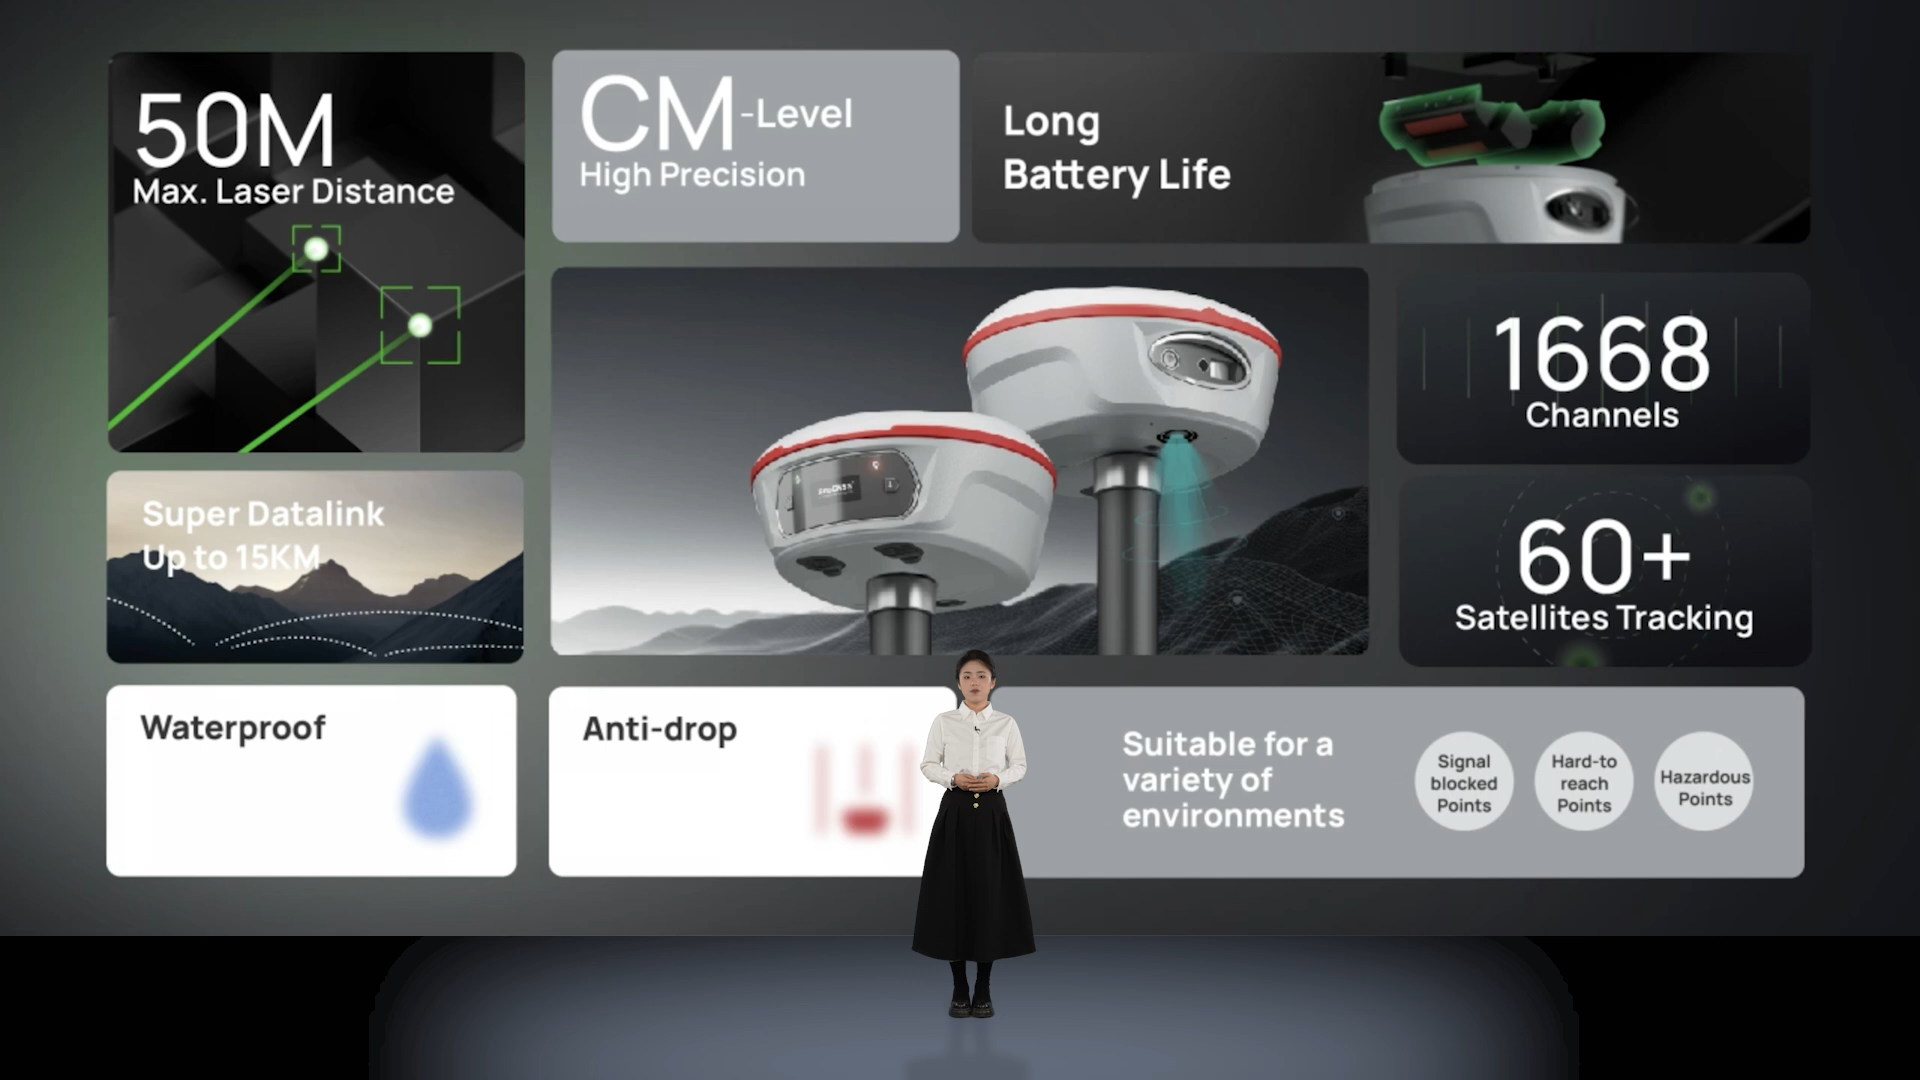 50M
Max. Laser Distance
CM-Level
High Precision
Long
Battery Life
1668
Channels
Super Datalink
Up to 15KM
60+
Satellites Tracking
Waterproof
Anti-drop
Suitable for a
variety of
environments
Signal
blocked
Points
Hard-to
reach
Points
Hazardous
Points